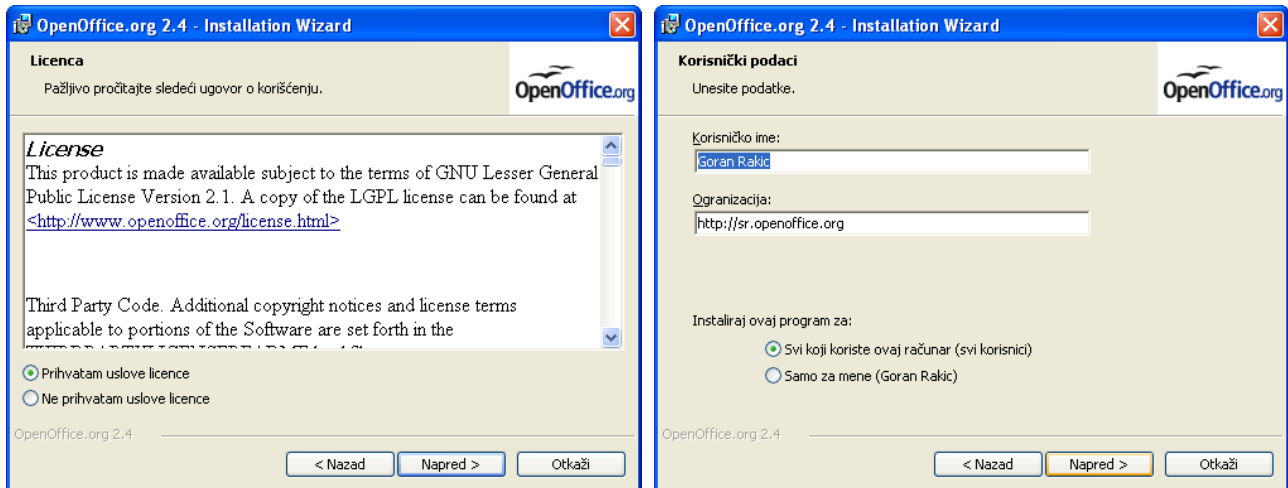 OpenOffice.org 2.4 - Installation Wizard
Licenca
Pažljivo pročitajte sledeći ugovor o korišćenju.
OpenOffice.org
License
This product is made available subject to the terms of GNU Lesser General
Public License Version 2.1. A copy of the LGPL license can be found at
<http://www.openoffice.org/license.html>
Third Party Code. Additional copyright notices and license terms
applicable to portions of the Software are set forth in the
Prihvatam uslove licence
Ne prihvatam uslove licence
OpenOffice.org 2.4
< Nazad
Napred >
Otkaži
OpenOffice.org 2.4 - Installation Wizard
Korisnički podaci
Unesite podatke.
OpenOffice.org
Korisničko ime:
Goran Rakic
Ogranizacija:
http://sr.openoffice.org
Instaliraj ovaj program za:
Svi koji koriste ovaj računar (svi korisnici)
Samo za mene (Goran Rakic)
OpenOffice.org 2.4
< Nazad
Napred >
Otkaži